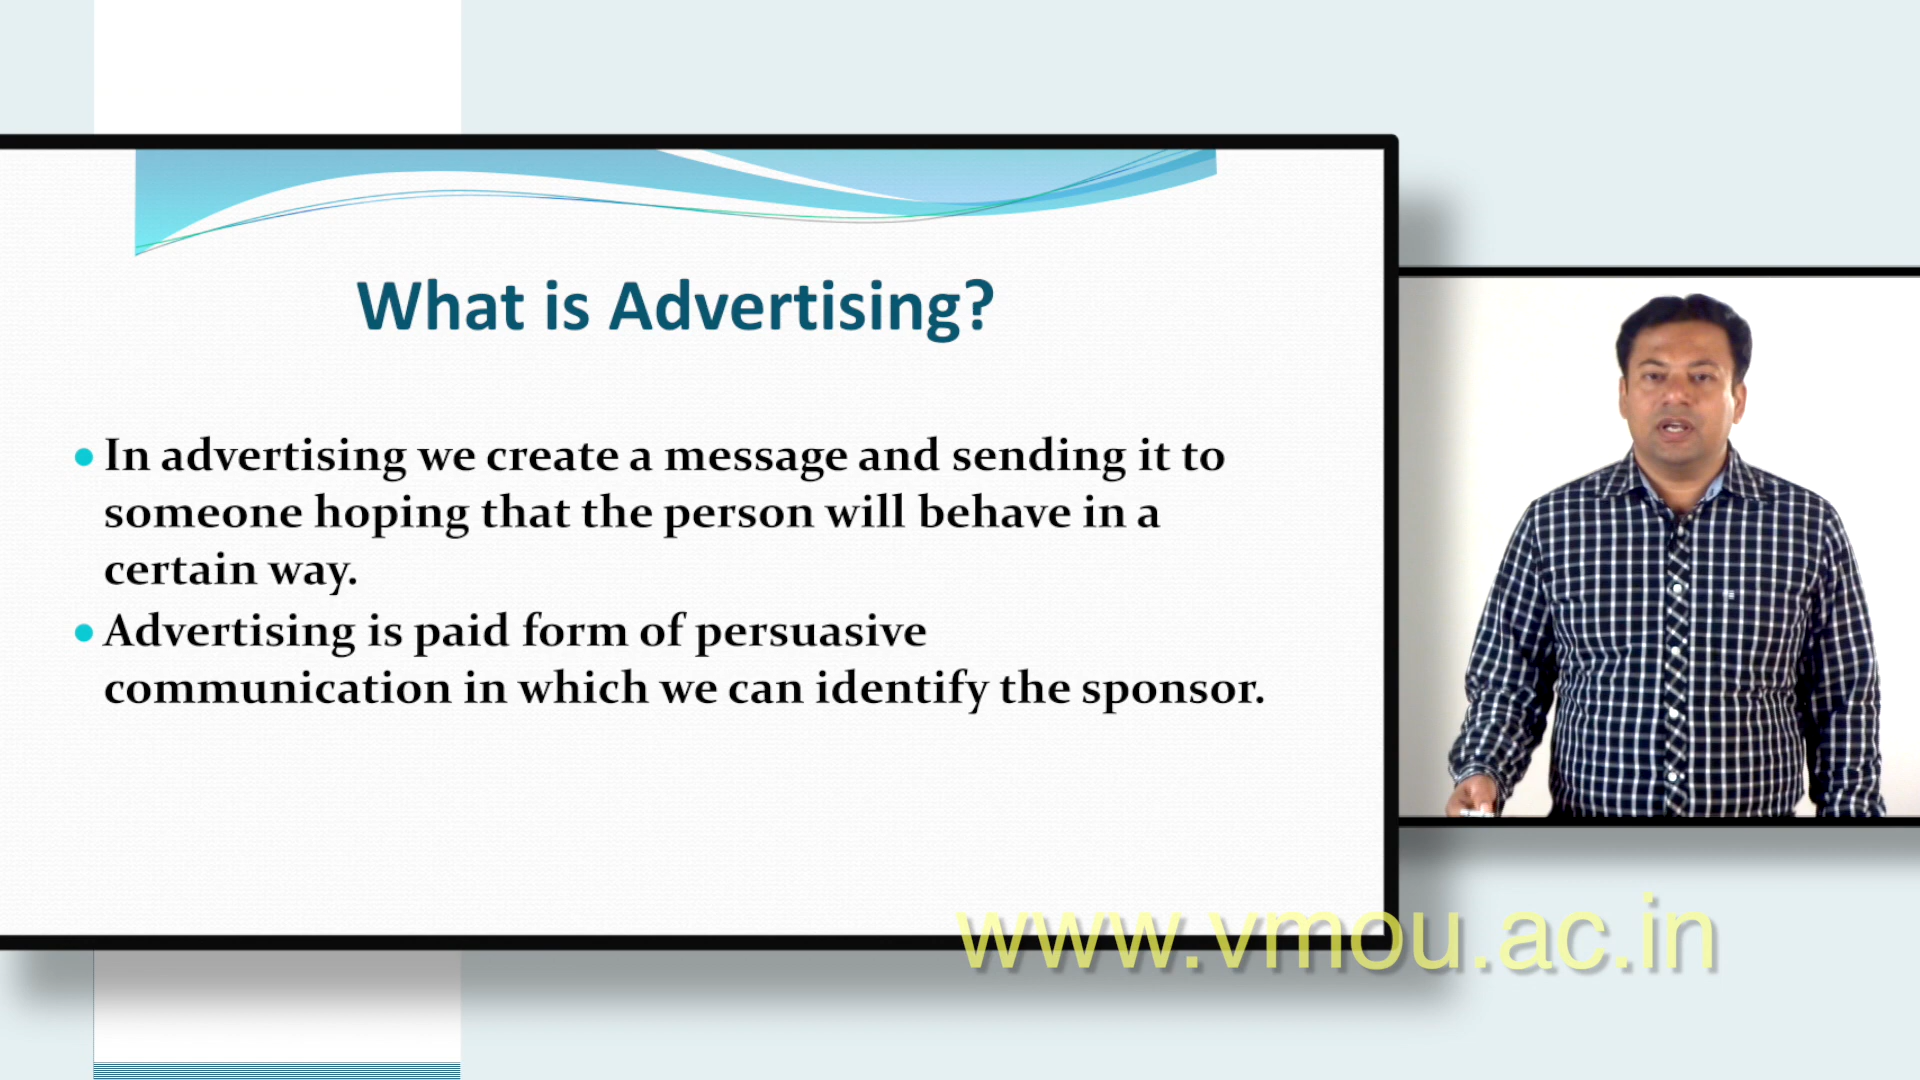 What is Advertising?
• In advertising we create a message and sending it to
someone hoping that the person will behave in a
certain way.
• Advertising is paid form of persuasive
communication in which we can identify the sponsor.
www.vmou.ac.in